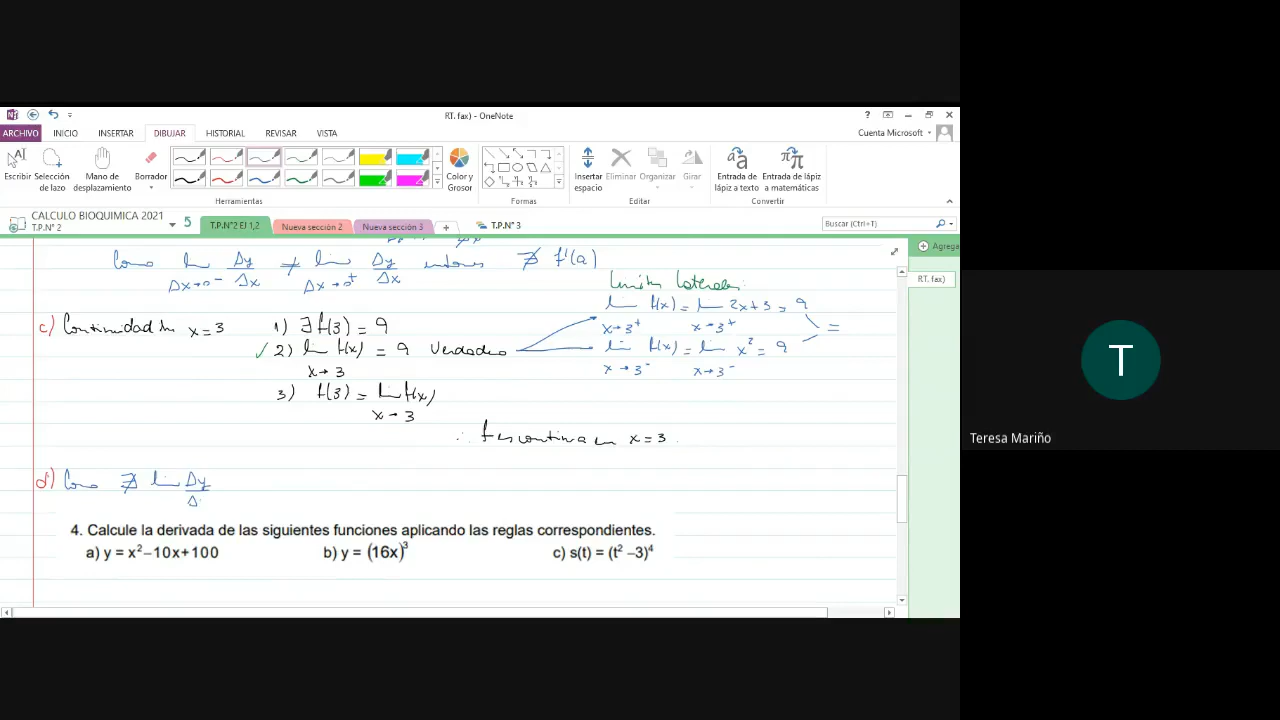 RT. fax) - OneNote
ARCHIVO INICIO INSERTAR DIBUJAR HISTORIAL REVISAR VISTA Cuenta Microsoft
Escribir Selección de lazo Mano de desplazamiento Borrador Color y Grosor Insertar espacio Eliminar Organizar Girar Entrada de lápiz a texto Entrada de lápiz a matemáticas
Herramientas Formas Editar Convertir
CALCULO BIOQUIMICA 2021
T.P.N° 2
T.P.N°2 EI 1,2 Nueva sección 2 Nueva sección 3 + T.P.N° 3 Buscar (Ctrl+T)
Como lim Δy/Δx ≠ lim Δy/Δx entonces ∄ f'(a)
Δx→0⁻ Δx→0⁺
Agrega
RT. fax)
Límites laterales:
lim f(x) = lim 2x+3 = 9
x→3⁺ x→3⁺
=
lim f(x) = lim x² = 9
x→3⁻ x→3⁻
c) Continuidad en x=3
1) ∃ f(3) = 9
✓ 2) lim f(x) = 9 Verdadero
x→3
3) f(3) = lim f(x)
x→3
∴ f es continua en x=3.
d) Como ∄ lim Δy
Δ
4. Calcule la derivada de las siguientes funciones aplicando las reglas correspondientes.
a) y = x²–10x+100 b) y = (16x)³ c) s(t) = (t² –3)⁴
T
Teresa Mariño